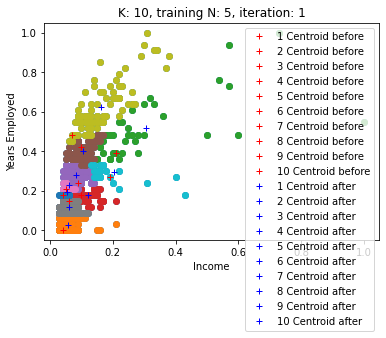 K: 10, training N: 5, iteration: 1
1.0
0.8
0.6
0.4
0.2
0.0
Years Employed
1 Centroid before
2 Centroid before
3 Centroid before
4 Centroid before
5 Centroid before
6 Centroid before
7 Centroid before
8 Centroid before
9 Centroid before
10 Centroid before
1 Centroid after
2 Centroid after
3 Centroid after
4 Centroid after
5 Centroid after
6 Centroid after
7 Centroid after
8 Centroid after
9 Centroid after
10 Centroid after
0.0 0.2 0.4 0.6 0.8 1.0
Income